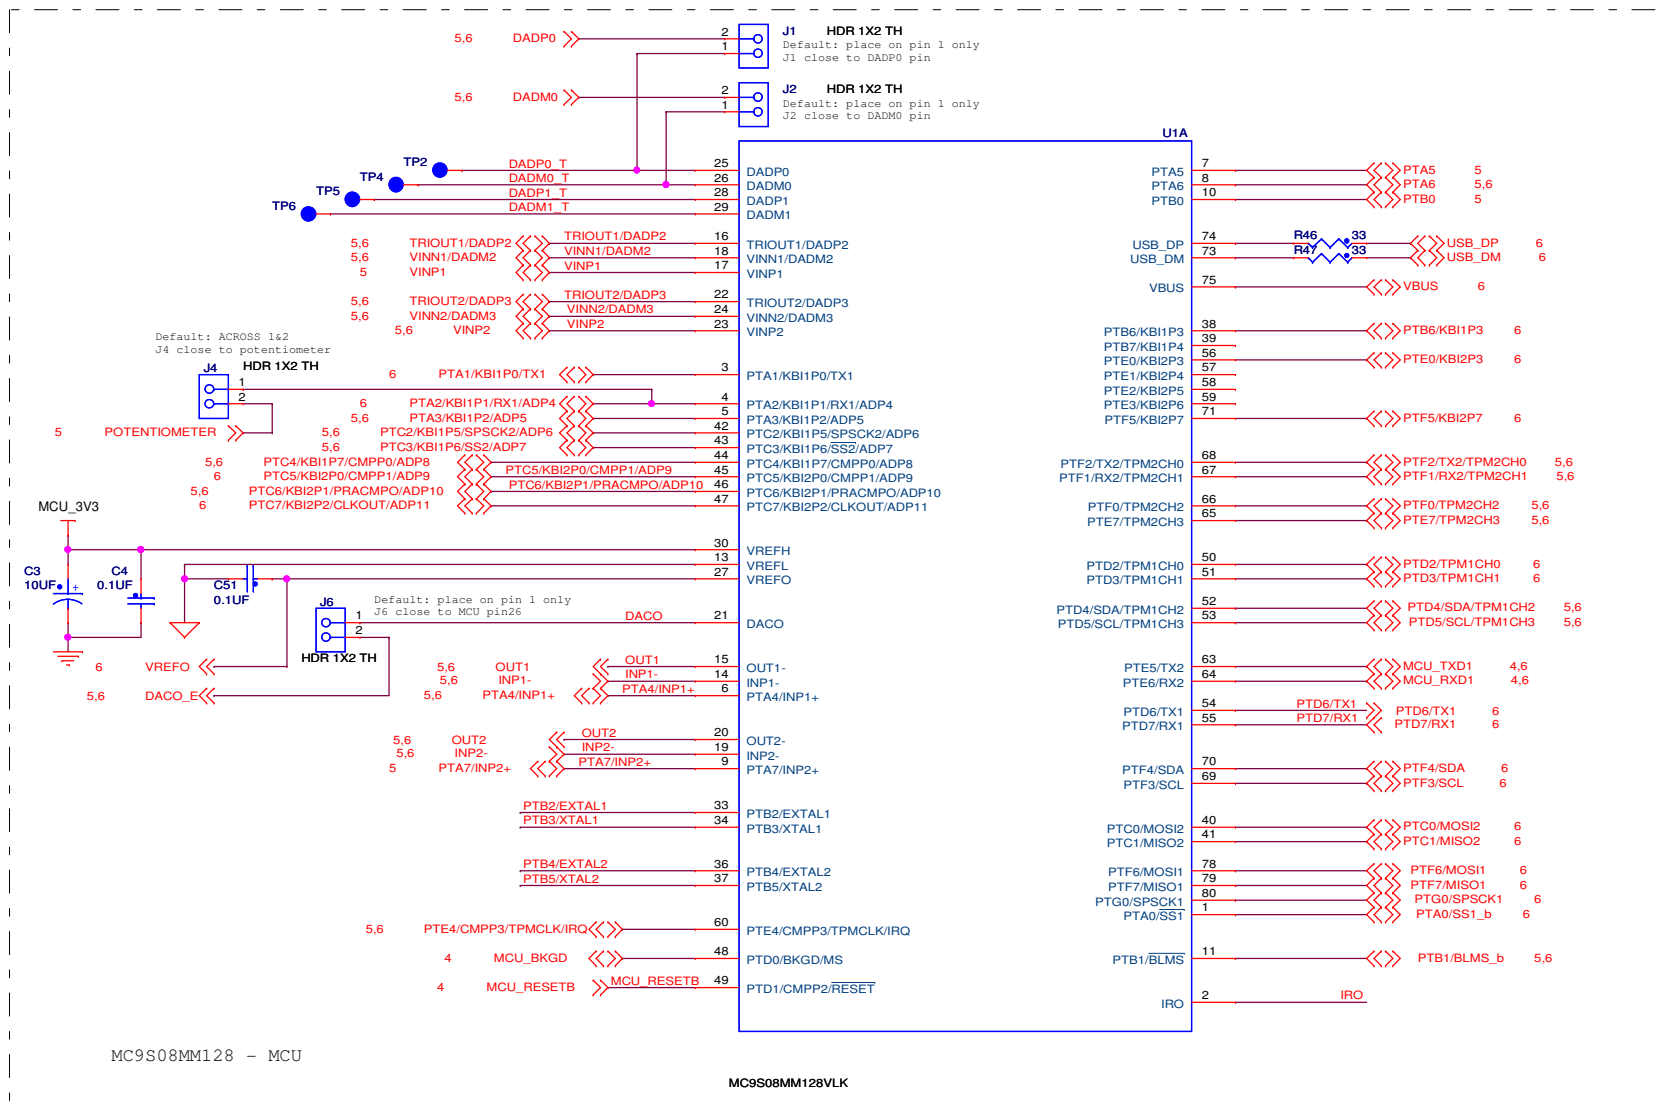 5,6 DADP0 2 J1 HDR 1X2 TH
1 Default: place on pin 1 only
J1 close to DADP0 pin
5,6 DADM0 2 J2 HDR 1X2 TH
1 Default: place on pin 1 only
J2 close to DADM0 pin
U1A
TP2 DADP0_T 25 DADP0
TP4 DADM0_T 26 DADM0
TP5 DADP1_T 28 DADP1
TP6 DADM1_T 29 DADM1
PTA5 7 PTA5 5
PTA6 8 PTA6 5,6
PTB0 10 PTB0 5
5,6 TRIOUT1/DADP2 TRIOUT1/DADP2 16 TRIOUT1/DADP2
5,6 VINN1/DADM2 VINN1/DADM2 18 VINN1/DADM2
5 VINP1 VINP1 17 VINP1
USB_DP 74 R46 33 USB_DP 6
USB_DM 73 R47 33 USB_DM 6
VBUS 75 VBUS 6
5,6 TRIOUT2/DADP3 TRIOUT2/DADP3 22 TRIOUT2/DADP3
5,6 VINN2/DADM3 VINN2/DADM3 24 VINN2/DADM3
5,6 VINP2 VINP2 23 VINP2
PTB6/KBI1P3 38 PTB6/KBI1P3 6
PTB7/KBI1P4 39
PTE0/KBI2P3 56 PTE0/KBI2P3 6
PTE1/KBI2P4 57
PTE2/KBI2P5 58
PTE3/KBI2P6 59
PTF5/KBI2P7 71 PTF5/KBI2P7 6
Default: ACROSS 1&2
J4 close to potentiometer
J4 HDR 1X2 TH
1
2
5 POTENTIOMETER
6 PTA1/KBI1P0/TX1 3 PTA1/KBI1P0/TX1
6 PTA2/KBI1P1/RX1/ADP4 4 PTA2/KBI1P1/RX1/ADP4
5,6 PTA3/KBI1P2/ADP5 5 PTA3/KBI1P2/ADP5
5,6 PTC2/KBI1P5/SPSCK2/ADP6 42 PTC2/KBI1P5/SPSCK2/ADP6
5,6 PTC3/KBI1P6/SS2/ADP7 43 PTC3/KBI1P6/SS2/ADP7
5,6 PTC4/KBI1P7/CMPP0/ADP8 44 PTC4/KBI1P7/CMPP0/ADP8
6 PTC5/KBI2P0/CMPP1/ADP9 PTC5/KBI2P0/CMPP1/ADP9 45 PTC5/KBI2P0/CMPP1/ADP9
5,6 PTC6/KBI2P1/PRACMPO/ADP10 PTC6/KBI2P1/PRACMPO/ADP10 46 PTC6/KBI2P1/PRACMPO/ADP10
6 PTC7/KBI2P2/CLKOUT/ADP11 47 PTC7/KBI2P2/CLKOUT/ADP11
PTF2/TX2/TPM2CH0 68 PTF2/TX2/TPM2CH0 5,6
PTF1/RX2/TPM2CH1 67 PTF1/RX2/TPM2CH1 5,6
PTF0/TPM2CH2 66 PTF0/TPM2CH2 5,6
PTE7/TPM2CH3 65 PTE7/TPM2CH3 5,6
MCU_3V3
30 VREFH
13 VREFL
27 VREFO
C3
10UF +
C4
0.1UF
C51
0.1UF
PTD2/TPM1CH0 50 PTD2/TPM1CH0 6
PTD3/TPM1CH1 51 PTD3/TPM1CH1 6
PTD4/SDA/TPM1CH2 52 PTD4/SDA/TPM1CH2 5,6
PTD5/SCL/TPM1CH3 53 PTD5/SCL/TPM1CH3 5,6
J6 Default: place on pin 1 only
J6 close to MCU pin26
1 DACO 21 DACO
2
HDR 1X2 TH
6 VREFO
5,6 DACO_E
5,6 OUT1 OUT1 15 OUT1-
5,6 INP1- INP1- 14 INP1-
5,6 PTA4/INP1+ PTA4/INP1+ 6 PTA4/INP1+
PTE5/TX2 63 MCU_TXD1 4,6
PTE6/RX2 64 MCU_RXD1 4,6
PTD6/TX1 54 PTD6/TX1 PTD6/TX1 6
PTD7/RX1 55 PTD7/RX1 PTD7/RX1 6
5,6 OUT2 OUT2 20 OUT2-
5,6 INP2- INP2- 19 INP2-
5 PTA7/INP2+ PTA7/INP2+ 9 PTA7/INP2+
PTF4/SDA 70 PTF4/SDA 6
PTF3/SCL 69 PTF3/SCL 6
PTB2/EXTAL1 33 PTB2/EXTAL1
PTB3/XTAL1 34 PTB3/XTAL1
PTC0/MOSI2 40 PTC0/MOSI2 6
PTC1/MISO2 41 PTC1/MISO2 6
PTB4/EXTAL2 36 PTB4/EXTAL2
PTB5/XTAL2 37 PTB5/XTAL2
PTF6/MOSI1 78 PTF6/MOSI1 6
PTF7/MISO1 79 PTF7/MISO1 6
PTG0/SPSCK1 80 PTG0/SPSCK1 6
PTA0/SS1 1 PTA0/SS1_b 6
5,6 PTE4/CMPP3/TPMCLK/IRQ 60 PTE4/CMPP3/TPMCLK/IRQ
4 MCU_BKGD 48 PTD0/BKGD/MS
4 MCU_RESETB MCU_RESETB 49 PTD1/CMPP2/RESET
PTB1/BLMS 11 PTB1/BLMS_b 5,6
IRO 2 IRO
MC9S08MM128 - MCU
MC9S08MM128VLK